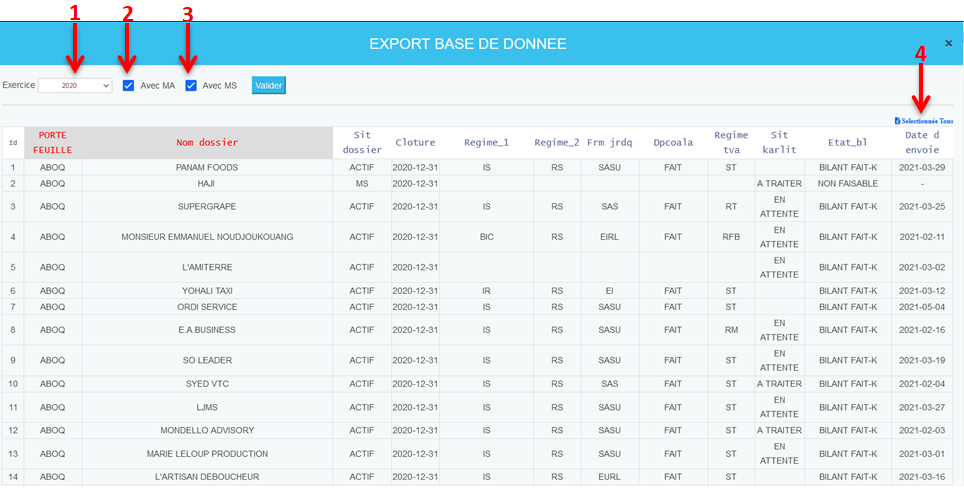 1
2
3
4
EXPORT BASE DE DONNEE ×
Exercice 2020 Avec MA Avec MS Valider
Selectionnée Tous
Id PORTE FEUILLE Nom dossier Sit dossier Cloture Regime_1 Regime_2 Frm jrdq Dpcoala Regime tva Sit karlit Etat_bl Date d envoie
1 ABOQ PANAM FOODS ACTIF 2020-12-31 IS RS SAS FAIT ST BILANT FAIT-K 2021-03-29
2 ABOQ HAJI MS 2020-12-31 A TRAITER NON FAISABLE -
3 ABOQ SUPERGRAPE ACTIF 2020-12-31 IS RS SAS FAIT RT EN ATTENTE BILANT FAIT-K 2021-03-25
4 ABOQ MONSIEUR EMMANUEL NOUDJOUKOUANG ACTIF 2020-12-31 BIC RS EIRL FAIT RFB EN ATTENTE BILANT FAIT-K 2021-02-11
5 ABOQ L'AMITERRE ACTIF 2020-12-31 EN ATTENTE BILANT FAIT-K 2021-03-02
6 ABOQ YOHALI TAXI ACTIF 2020-12-31 IR RS EI FAIT ST BILANT FAIT-K 2021-03-12
7 ABOQ ORDI SERVICE ACTIF 2020-12-31 IS RS SASU FAIT ST BILANT FAIT-K 2021-05-04
8 ABOQ E.A.BUSINESS ACTIF 2020-12-31 IS RS SASU FAIT RM EN ATTENTE BILANT FAIT-K 2021-02-16
9 ABOQ SO LEADER ACTIF 2020-12-31 IS RS SASU FAIT ST EN ATTENTE BILANT FAIT-K 2021-03-19
10 ABOQ SYED VTC ACTIF 2020-12-31 IS RS SAS FAIT ST A TRAITER BILANT FAIT-K 2021-02-04
11 ABOQ LJMS ACTIF 2020-12-31 IS RS SASU FAIT ST EN ATTENTE BILANT FAIT-K 2021-03-27
12 ABOQ MONDELLO ADVISORY ACTIF 2020-12-31 IS RS SASU FAIT ST A TRAITER BILANT FAIT-K 2021-02-03
13 ABOQ MARIE LELOUP PRODUCTION ACTIF 2020-12-31 IS RS SASU FAIT ST EN ATTENTE BILANT FAIT-K 2021-03-01
14 ABOQ L'ARTISAN DEBOUCHEUR ACTIF 2020-12-31 IS RS EURL FAIT ST BILANT FAIT-K 2021-03-16